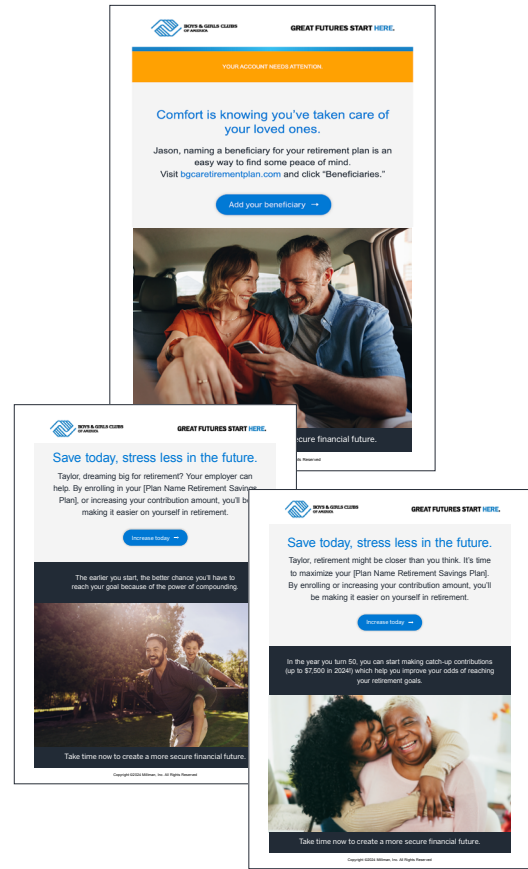 BOYS & GIRLS CLUBS
OF AMERICA
GREAT FUTURES START HERE.
YOUR ACCOUNT NEEDS ATTENTION
Comfort is knowing you've taken care of
your loved ones.
Jason, naming a beneficiary for your retirement plan is an
easy way to find some peace of mind.
Visit bgcaretirementplan.com and click "Beneficiaries."
Add your beneficiary →
secure financial future.
Reserved
BOYS & GIRLS CLUBS
OF AMERICA
GREAT FUTURES START HERE.
Save today, stress less in the future.
Taylor, dreaming big for retirement? Your employer can
help. By enrolling in your [Plan Name Retirement Savings
Plan], or increasing your contribution amount, you'll be
making it easier on yourself in retirement.
Increase today →
The earlier you start, the better chance you'll have to
reach your goal because of the power of compounding.
Take time now to create a more secure financial future.
Copyright ©2024 Milliman, Inc. All Rights Reserved
BOYS & GIRLS CLUBS
OF AMERICA
GREAT FUTURES START HERE.
Save today, stress less in the future.
Taylor, retirement might be closer than you think. It's time
to maximize your [Plan Name Retirement Savings Plan].
By enrolling or increasing your contribution amount, you'll
be making it easier on yourself in retirement.
Increase today →
In the year you turn 50, you can start making catch-up contributions
(up to $7,500 in 2024!) which help you improve your odds of reaching
your retirement goals.
Take time now to create a more secure financial future.
Copyright ©2024 Milliman, Inc. All Rights Reserved